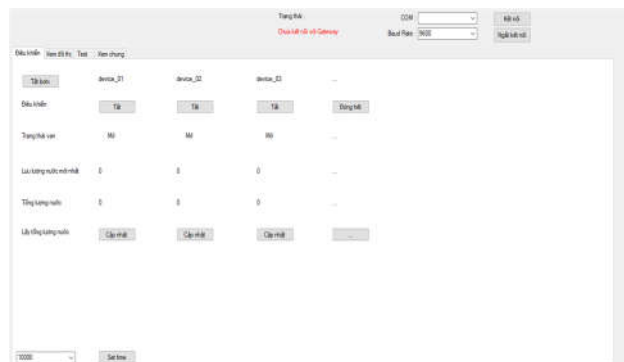 Trạng thái : COM Kết nối
Chưa kết nối với Gateway Baud Rate 9600 Ngắt kết nối
Điều khiển Xem đồ thị Test Xem chung
Tắt bơm device_01 device_02 device_03 ...
Điều khiển Tắt Tắt Tắt Đóng hết
Trạng thái van Mở Mở Mở ...
Lưu lượng nước mới nhất 0 0 0 ...
Tổng lượng nước 0 0 0 ...
Lấy tổng lượng nước Cập nhật Cập nhật Cập nhật ...
10000 Set time